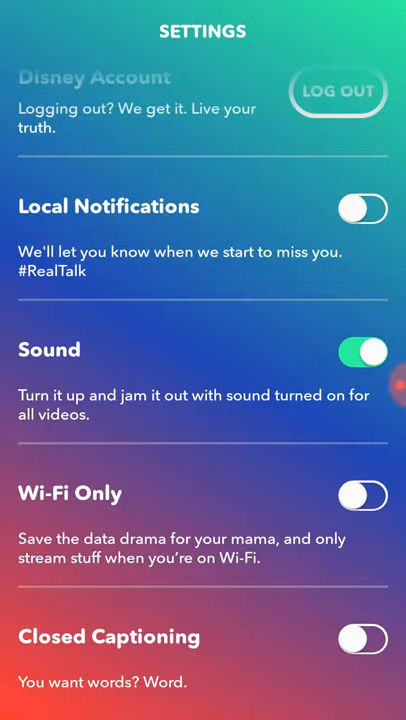 SETTINGS
Disney Account
LOG OUT
Logging out? We get it. Live your
truth.
Local Notifications
We'll let you know when we start to miss you.
#RealTalk
Sound
Turn it up and jam it out with sound turned on for
all videos.
Wi-Fi Only
Save the data drama for your mama, and only
stream stuff when you’re on Wi-Fi.
Closed Captioning
You want words? Word.